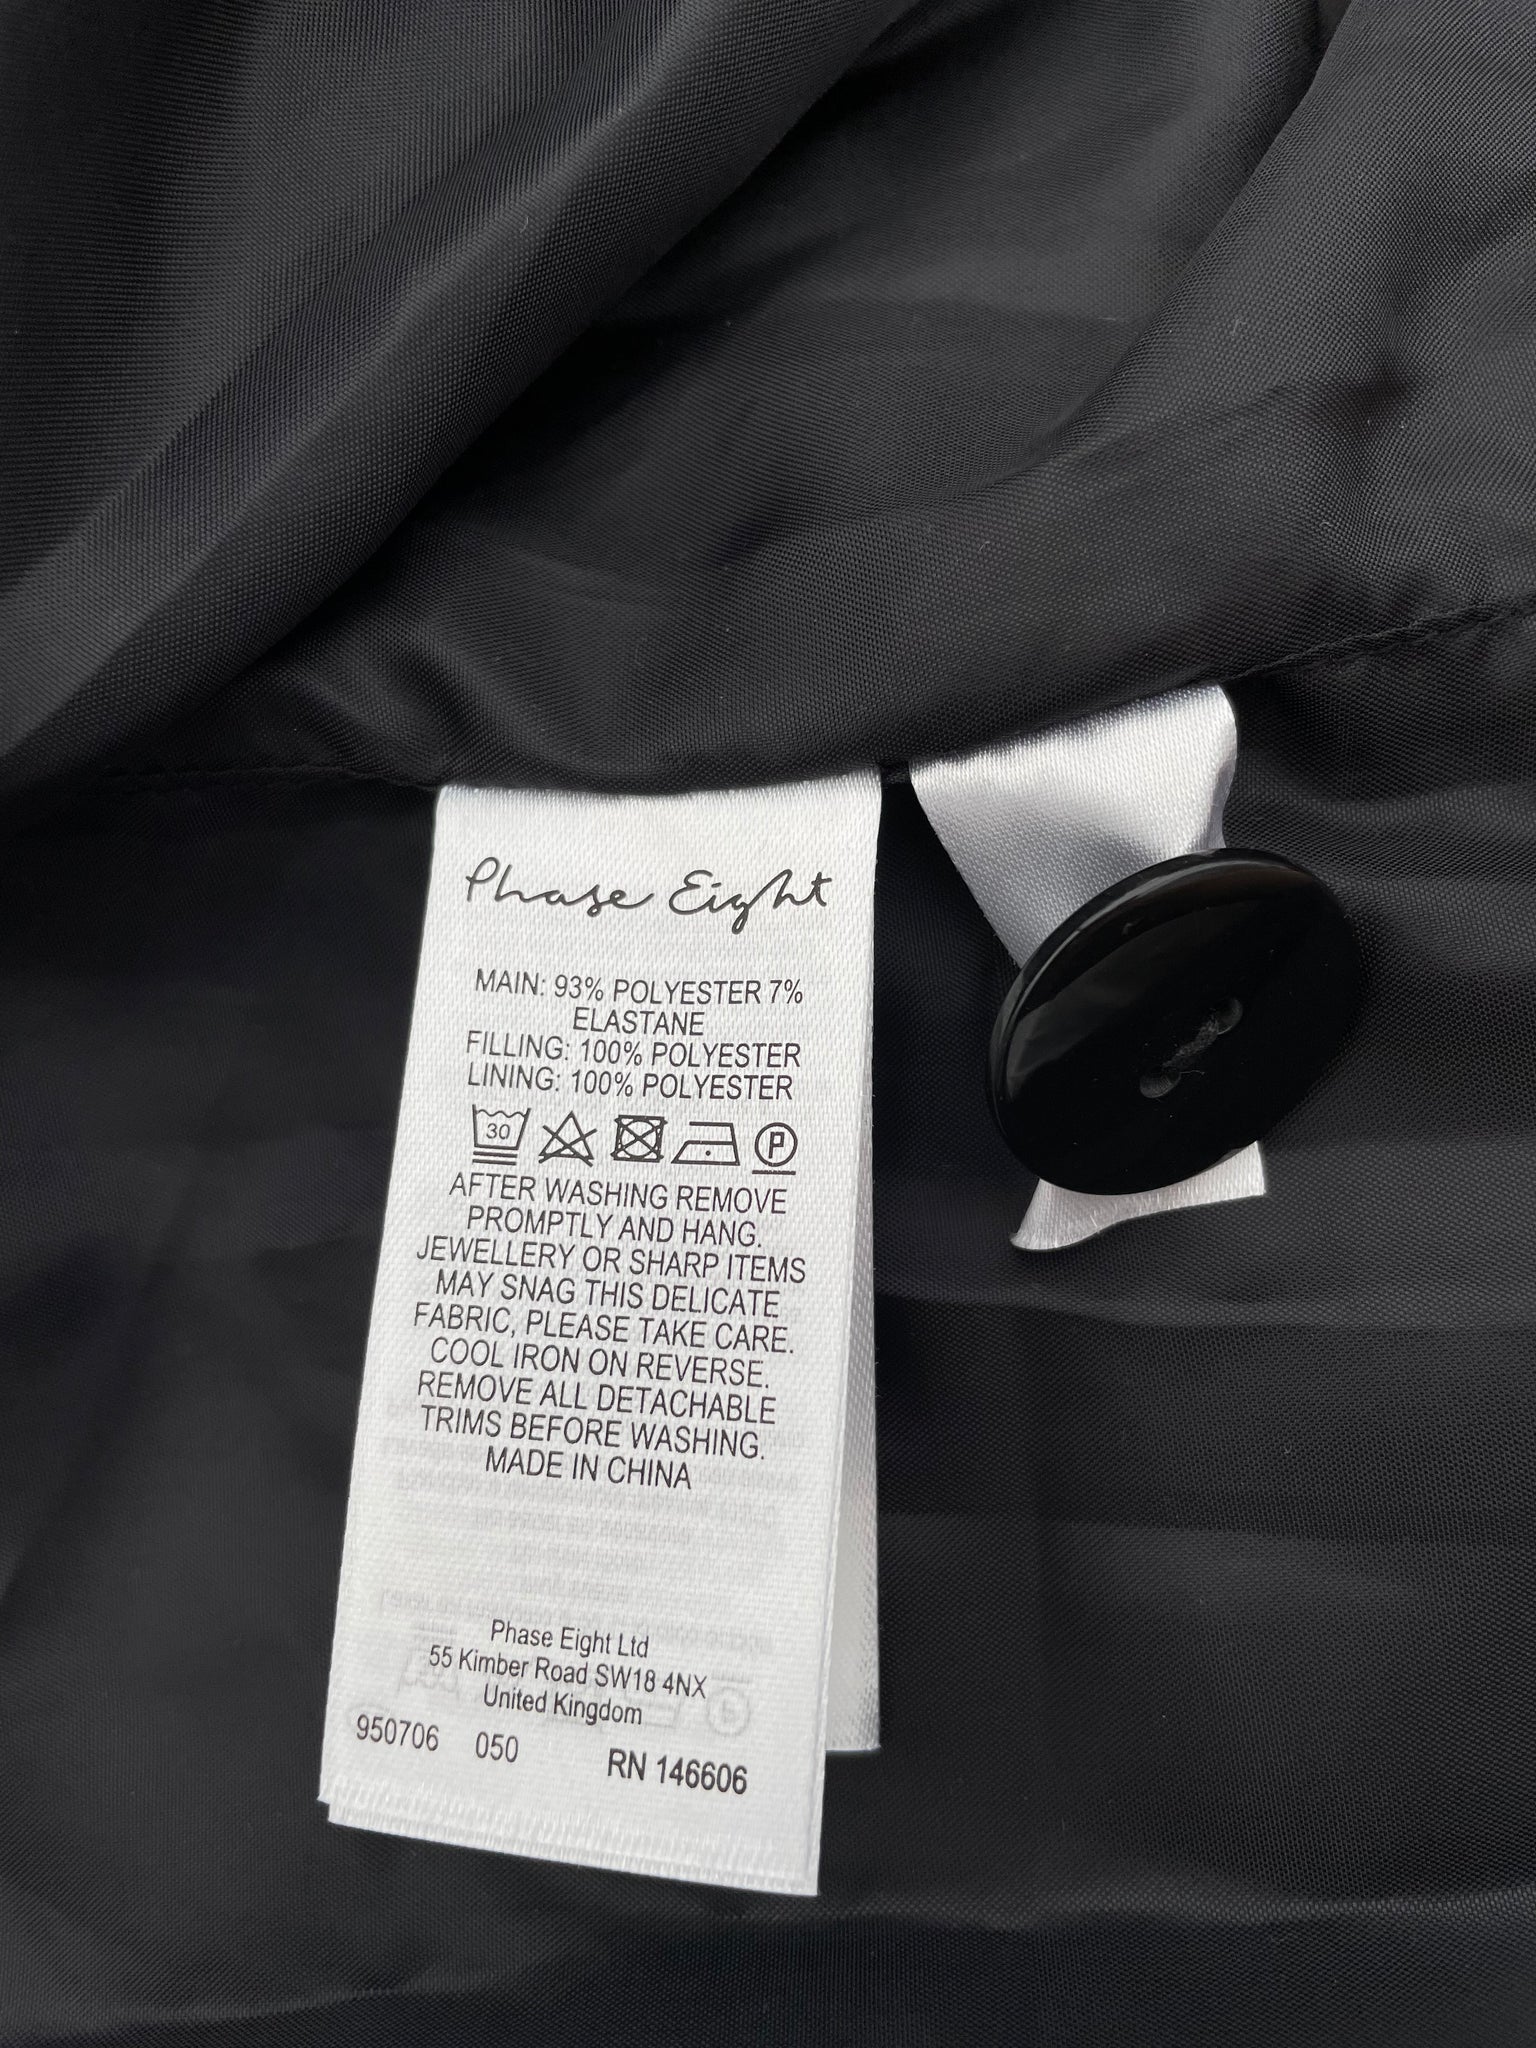 Phase Eight
MAIN: 93% POLYESTER 7%
ELASTANE
FILLING: 100% POLYESTER
LINING: 100% POLYESTER
30
P
AFTER WASHING REMOVE
PROMPTLY AND HANG.
JEWELLERY OR SHARP ITEMS
MAY SNAG THIS DELICATE
FABRIC, PLEASE TAKE CARE.
COOL IRON ON REVERSE.
REMOVE ALL DETACHABLE
TRIMS BEFORE WASHING.
MADE IN CHINA
Phase Eight Ltd
55 Kimber Road SW18 4NX
United Kingdom
950706 050 RN 146606